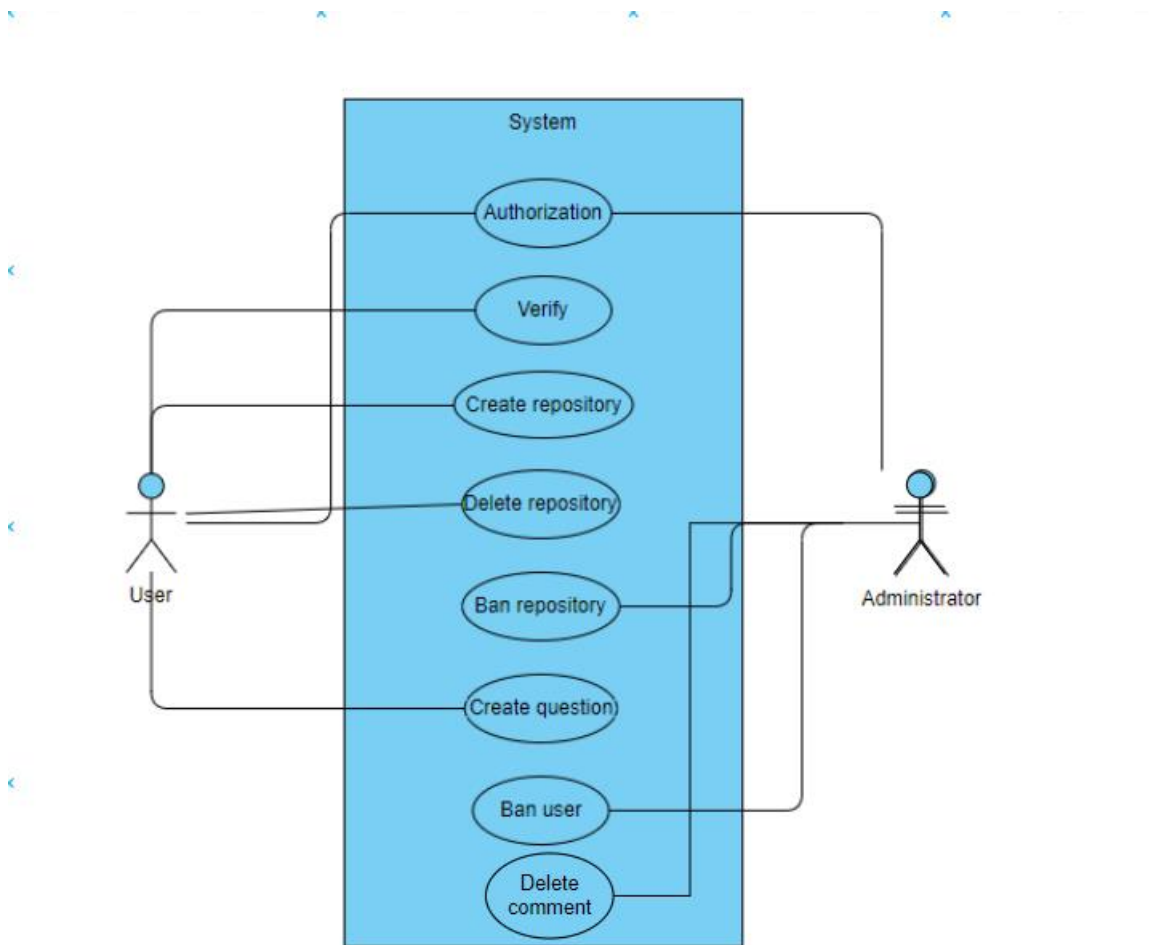 System
Authorization
Verify
Create repository
Delete repository
User
Ban repository
Administrator
Create question
Ban user
Delete
comment